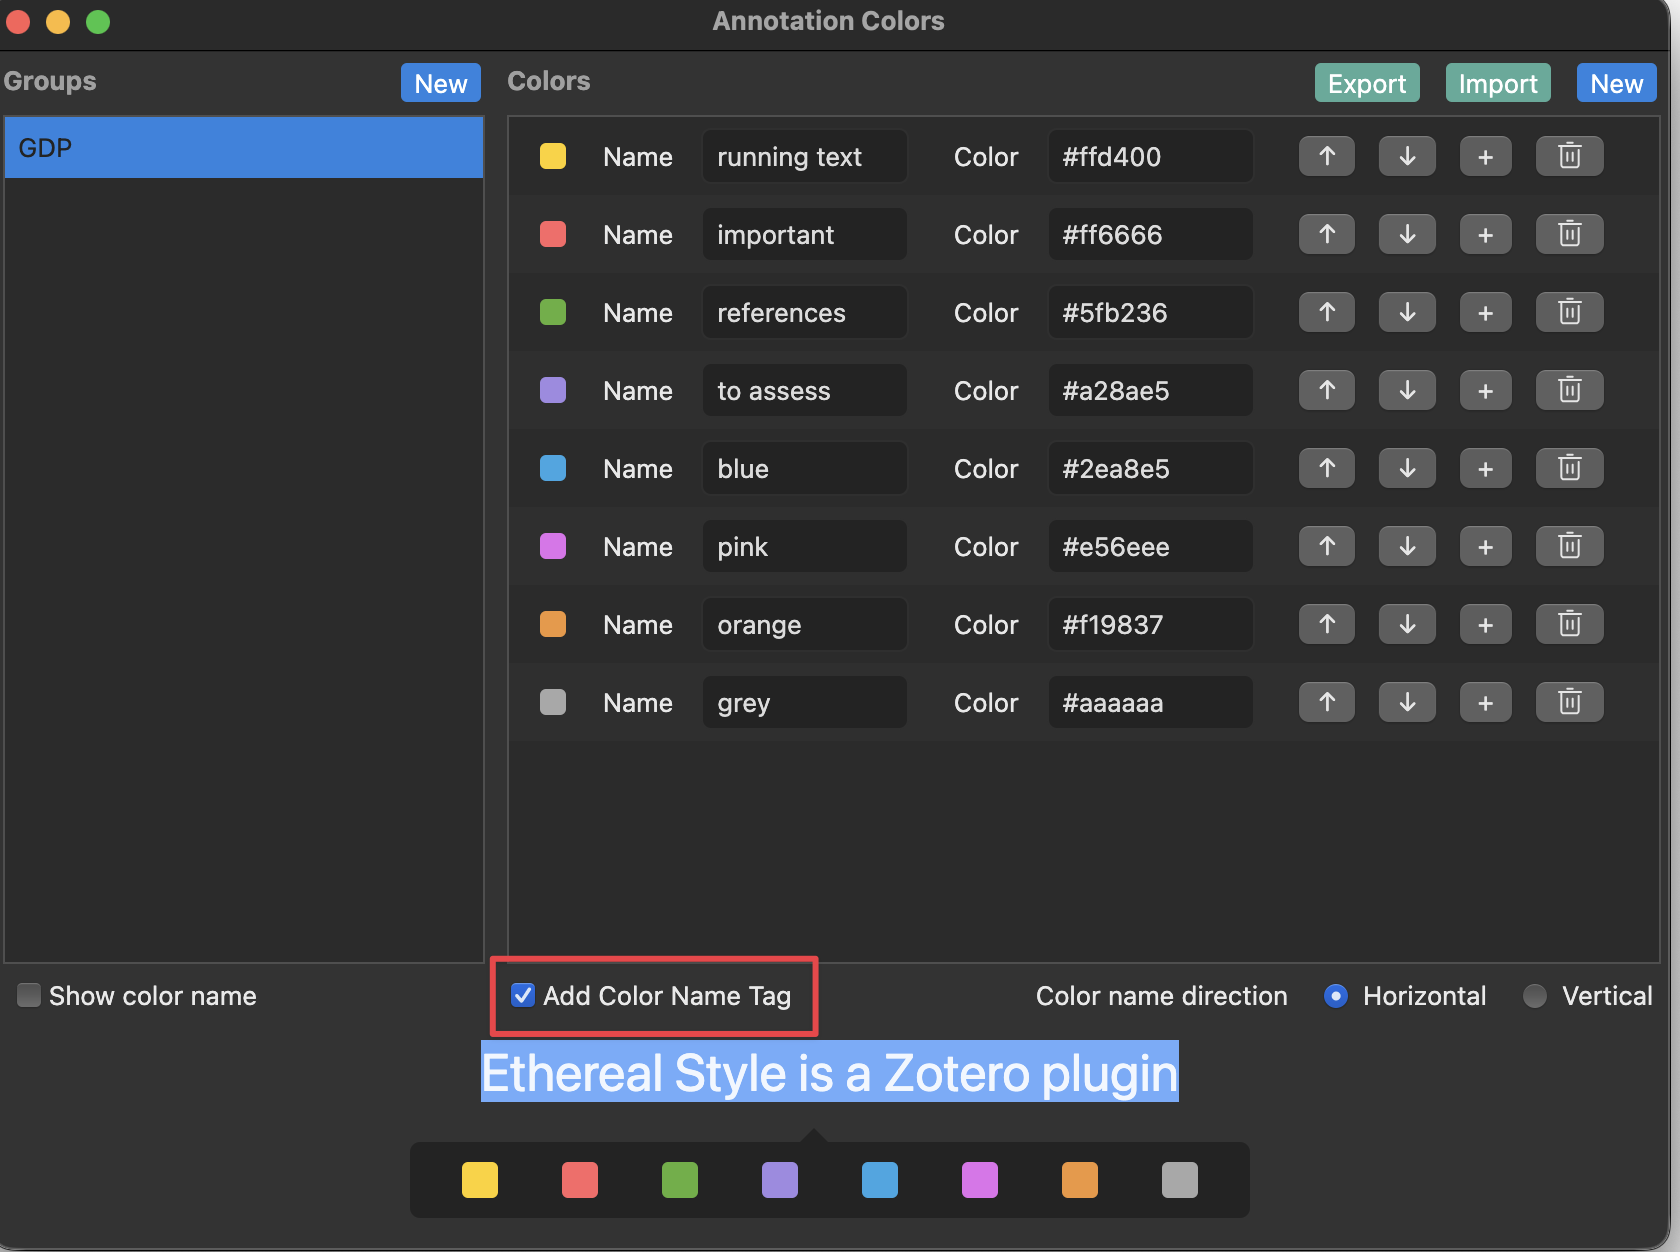 Annotation Colors
Groups New Colors Export Import New
GDP
Name running text Color #ffd400 ↑ ↓ +
Name important Color #ff6666 ↑ ↓ +
Name references Color #5fb236 ↑ ↓ +
Name to assess Color #a28ae5 ↑ ↓ +
Name blue Color #2ea8e5 ↑ ↓ +
Name pink Color #e56eee ↑ ↓ +
Name orange Color #f19837 ↑ ↓ +
Name grey Color #aaaaaa ↑ ↓ +
Show color name Add Color Name Tag Color name direction Horizontal Vertical
Ethereal Style is a Zotero plugin